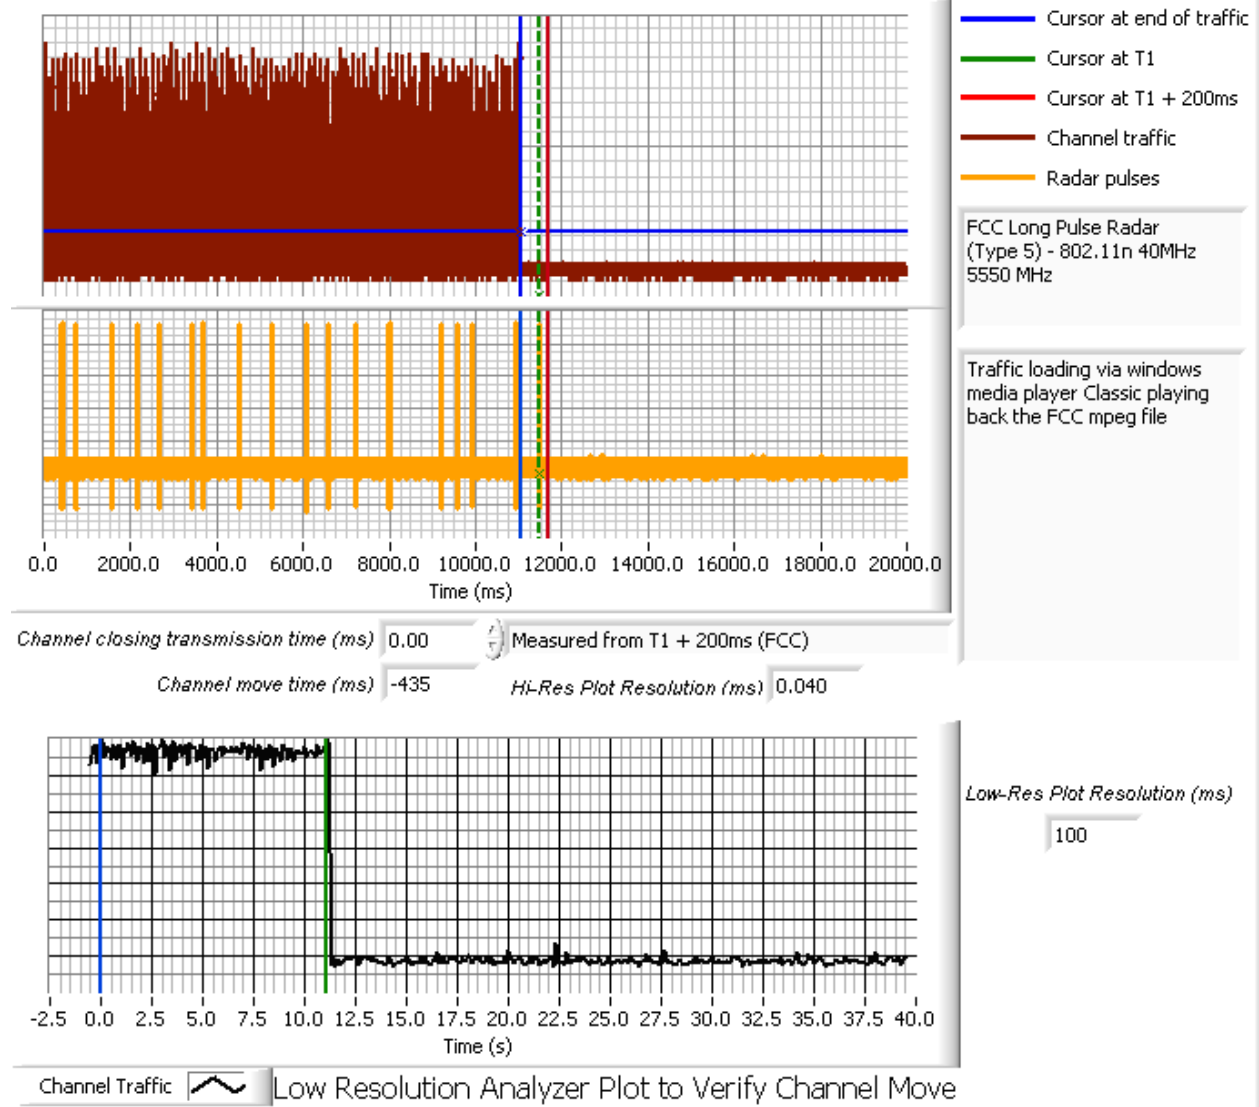 Cursor at end of traffic
Cursor at T1
Cursor at T1 + 200ms
Channel traffic
Radar pulses
FCC Long Pulse Radar
(Type 5) - 802.11n 40MHz
5550 MHz
Traffic loading via windows
media player Classic playing
back the FCC mpeg file
0.0 2000.0 4000.0 6000.0 8000.0 10000.0 12000.0 14000.0 16000.0 18000.0 20000.0
Time (ms)
Channel closing transmission time (ms) 0.00 Measured from T1 + 200ms (FCC)
Channel move time (ms) -435 Hi-Res Plot Resolution (ms) 0.040
Low-Res Plot Resolution (ms)
100
-2.5 0.0 2.5 5.0 7.5 10.0 12.5 15.0 17.5 20.0 22.5 25.0 27.5 30.0 32.5 35.0 37.5 40.0
Time (s)
Channel Traffic Low Resolution Analyzer Plot to Verify Channel Move